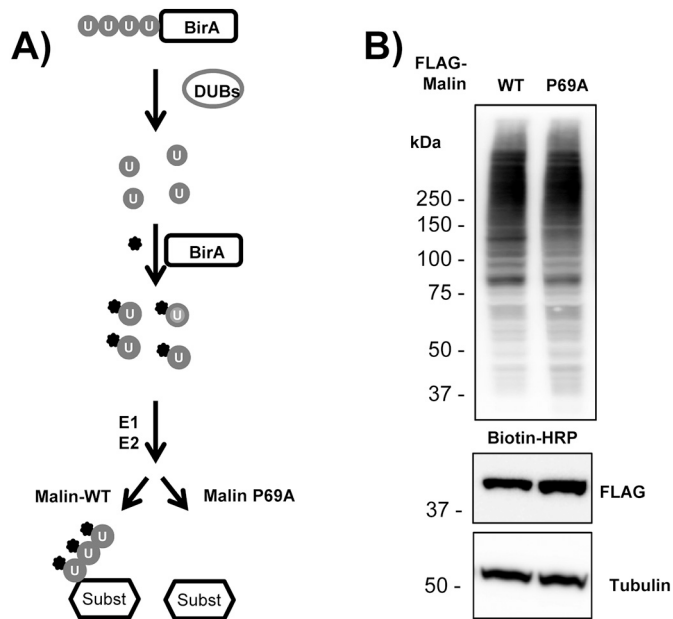 A)
U U U U BirA
DUBs
U
U
U
U
BirA
U
U
U
U
E1
E2
Malin-WT
Malin P69A
U
U
U
Subst
Subst
B)
FLAG-
Malin
WT
P69A
kDa
250 -
150 -
100 -
75 -
50 -
37 -
Biotin-HRP
37 -
FLAG
50 -
Tubulin